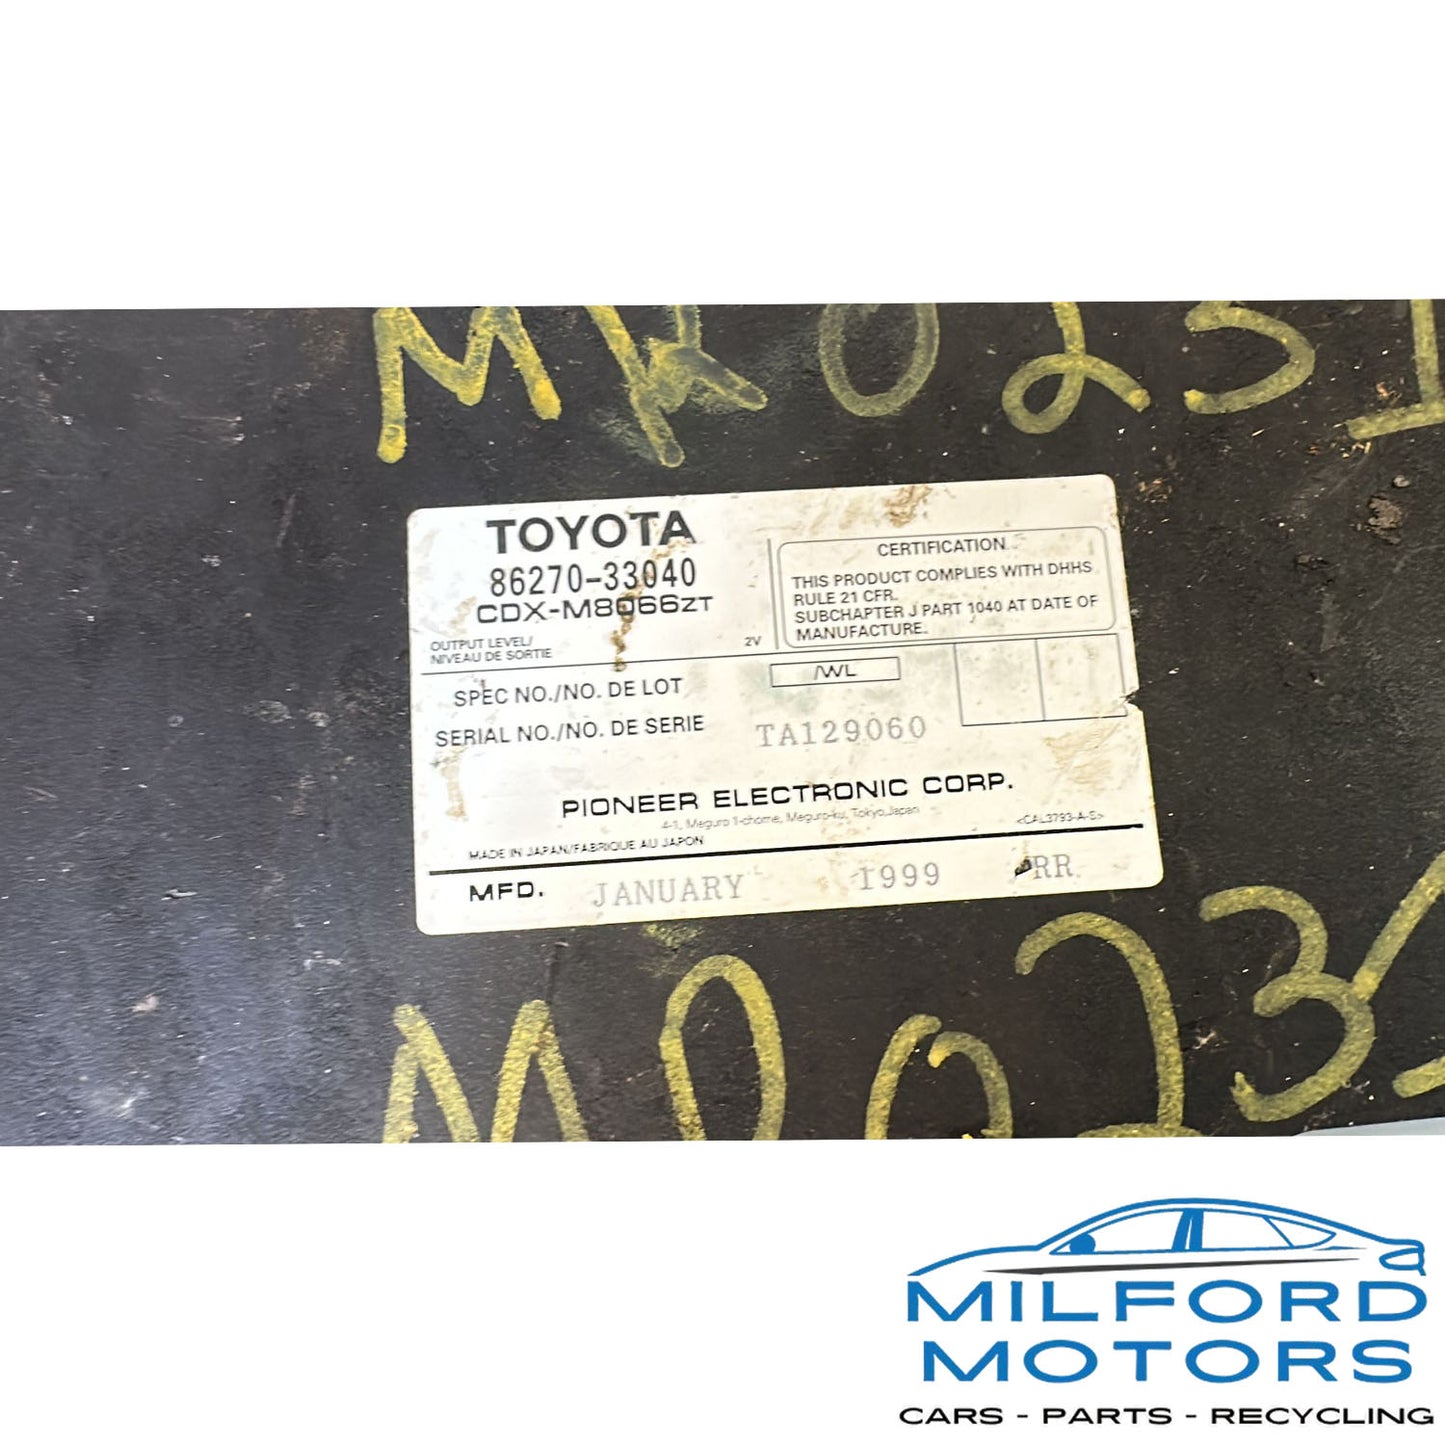 MR0231
TOYOTA
86270-33040
CDX-M8066ZT
OUTPUT LEVEL/
NIVEAU DE SORTIE 2V
CERTIFICATION
THIS PRODUCT COMPLIES WITH DHHS
RULE 21 CFR.
SUBCHAPTER J PART 1040 AT DATE OF
MANUFACTURE.
SPEC NO./NO. DE LOT /WL
SERIAL NO./NO. DE SERIE TA129060
PIONEER ELECTRONIC CORP.
4-1, Meguro 1-chome, Meguro-ku, Tokyo, Japan
<CAL3793-A-S>
MADE IN JAPAN/FABRIQUE AU JAPON
MFD. JANUARY 1999 RR
MR0231
MILFORD
MOTORS
CARS - PARTS - RECYCLING